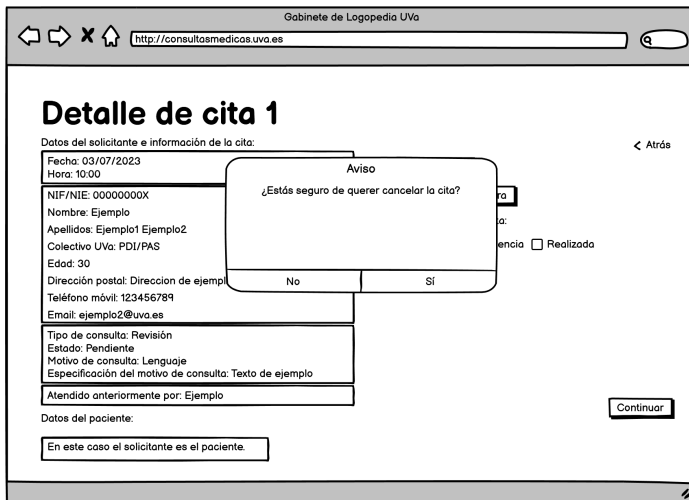 Gabinete de Logopedia UVa
http://consultasmedicas.uva.es
Detalle de cita 1
Datos del solicitante e información de la cita:
< Atrás
Fecha: 03/07/2023
Hora: 10:00
Aviso
¿Estás seguro de querer cancelar la cita?
No
Sí
NIF/NIE: 00000000X
Nombre: Ejemplo
Apellidos: Ejemplo1 Ejemplo2
Colectivo UVa: PDI/PAS
Realizada
Edad: 30
Dirección postal: Direccion de ejempl
Teléfono móvil: 123456789
Email: ejemplo2@uva.es
Tipo de consulta: Revisión
Estado: Pendiente
Motivo de consulta: Lenguaje
Especificación del motivo de consulta: Texto de ejemplo
Atendido anteriormente por: Ejemplo
Continuar
Datos del paciente:
En este caso el solicitante es el paciente.